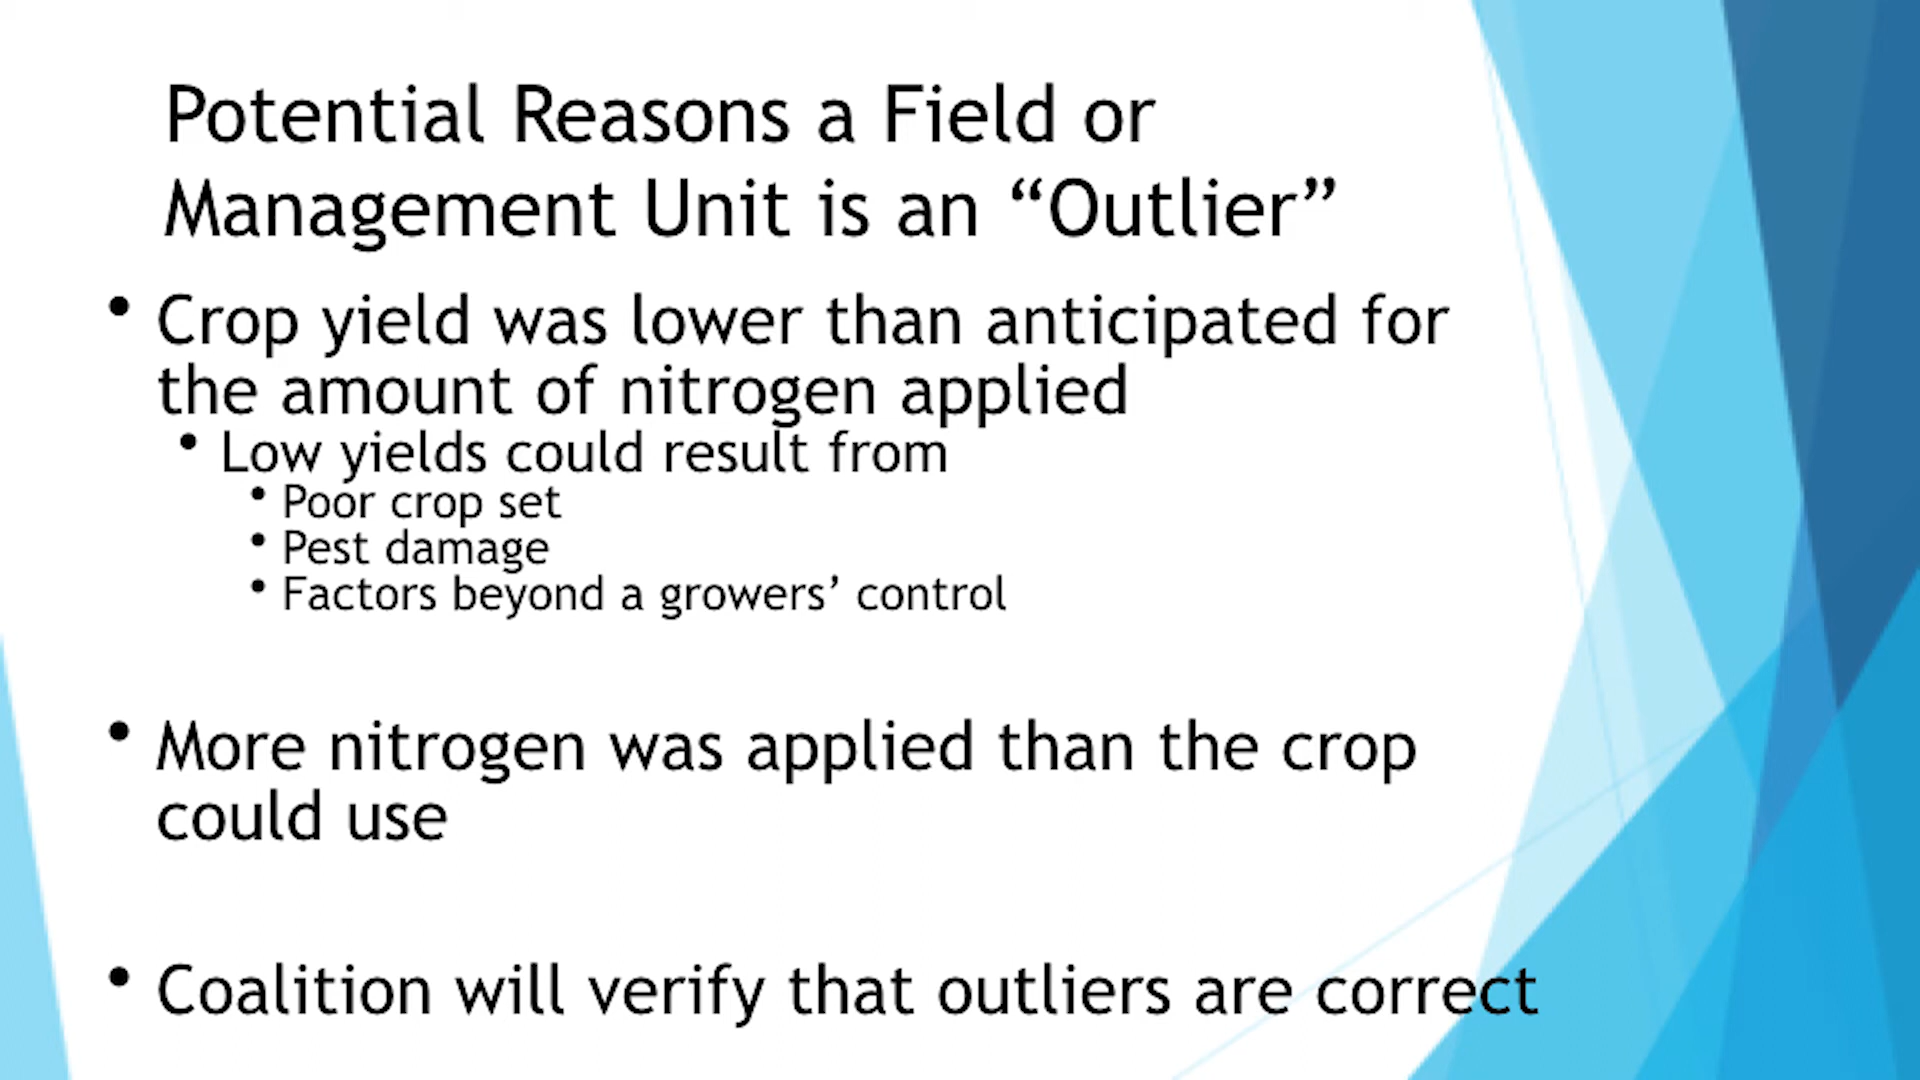 Potential Reasons a Field or
Management Unit is an “Outlier”
• Crop yield was lower than anticipated for
the amount of nitrogen applied
• Low yields could result from
• Poor crop set
• Pest damage
• Factors beyond a growers’ control
• More nitrogen was applied than the crop
could use
• Coalition will verify that outliers are correct